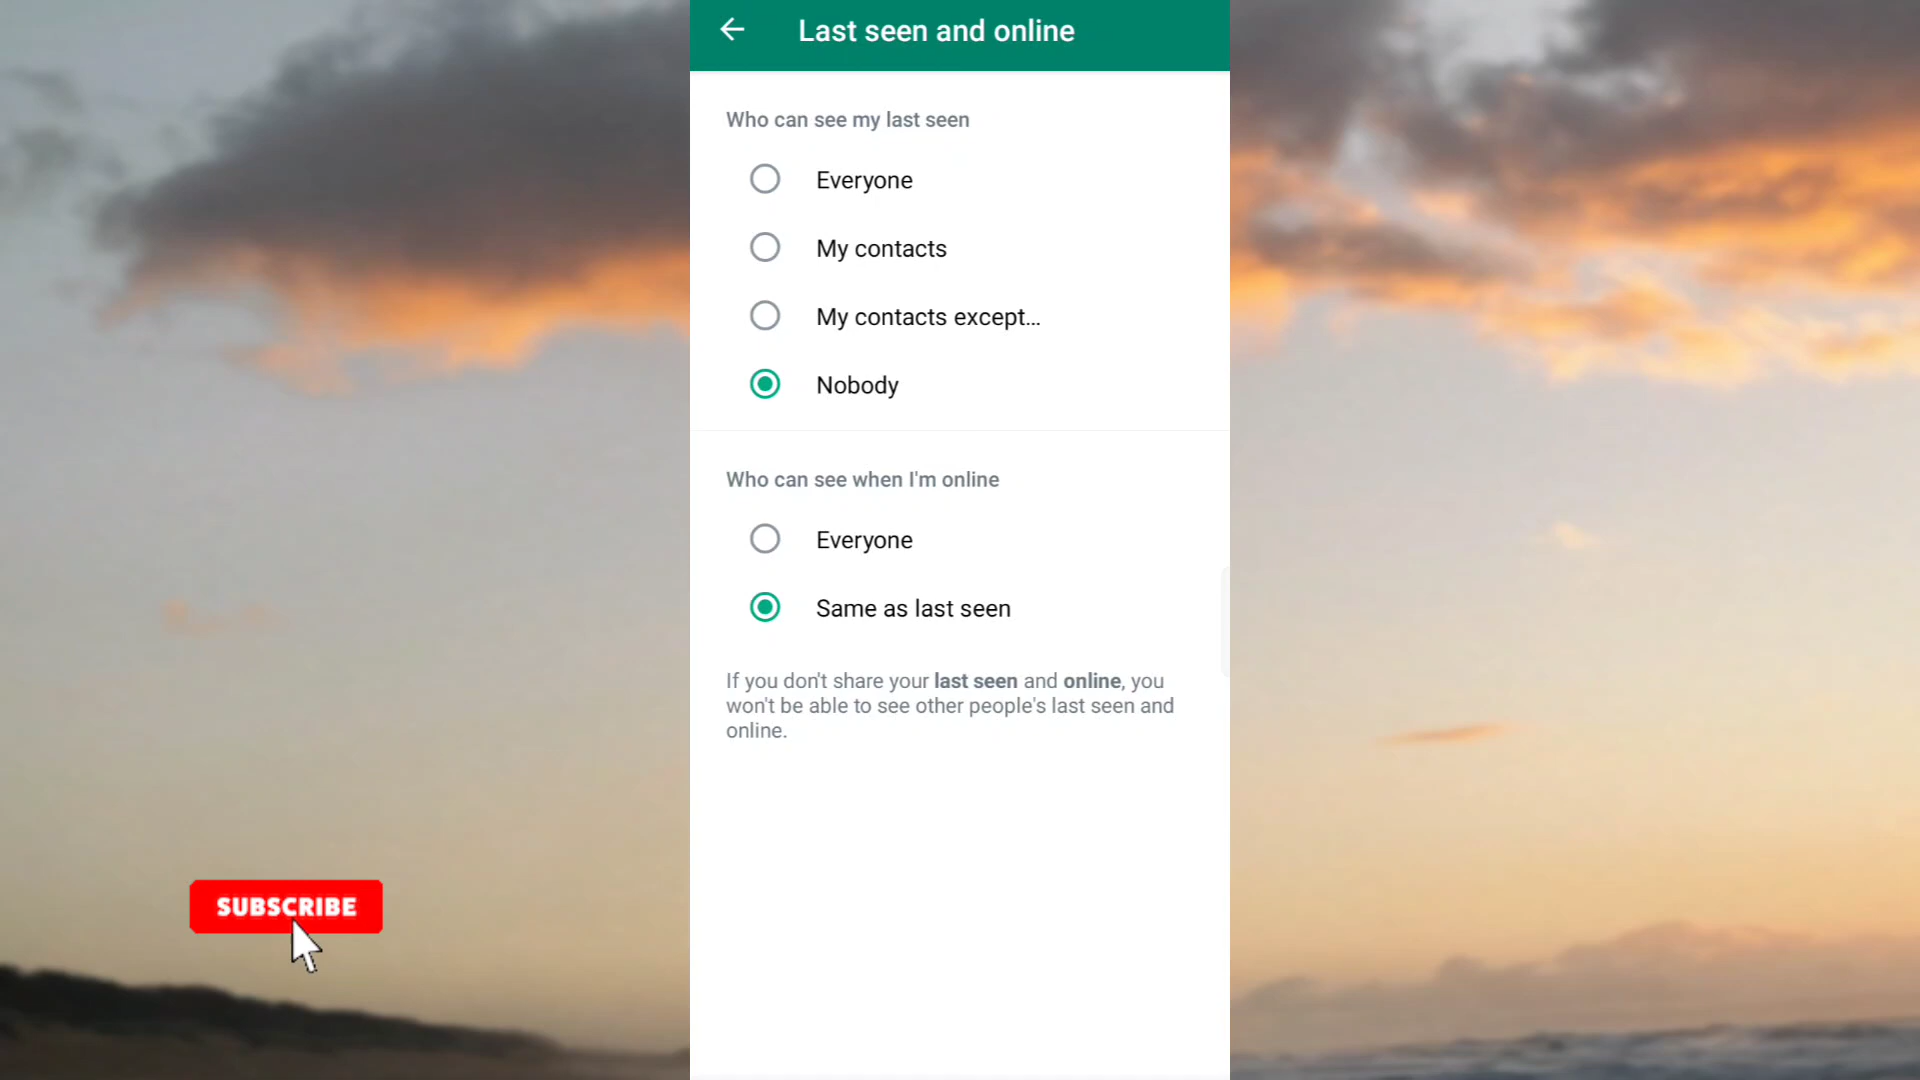 Last seen and online
Who can see my last seen
Everyone
My contacts
My contacts except...
Nobody
Who can see when I'm online
Everyone
Same as last seen
If you don't share your last seen and online, you
won't be able to see other people's last seen and
online.
SUBSCRIBE